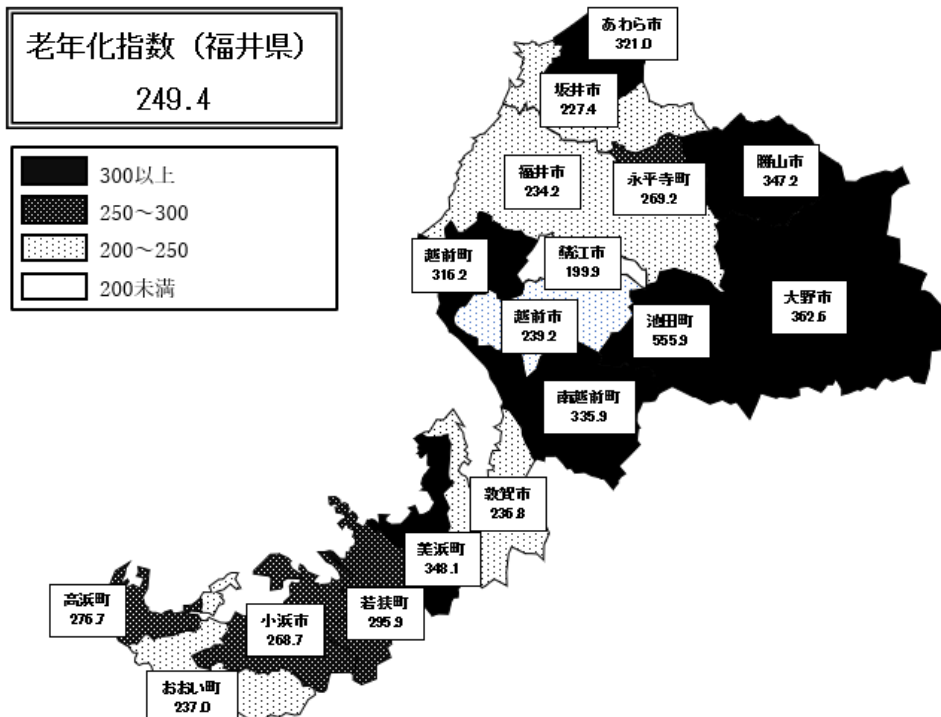 老年化指数（福井県）
249.4
300以上
250～300
200～250
200未満
あわら市
321.0
坂井市
227.4
福井市
234.2
永平寺町
269.2
勝山市
347.2
越前町
316.2
鯖江市
199.9
大野市
362.6
越前市
239.2
池田町
555.9
南越前町
335.9
敦賀市
236.8
美浜町
348.1
高浜町
276.7
小浜市
268.7
若狭町
295.9
おおい町
237.0